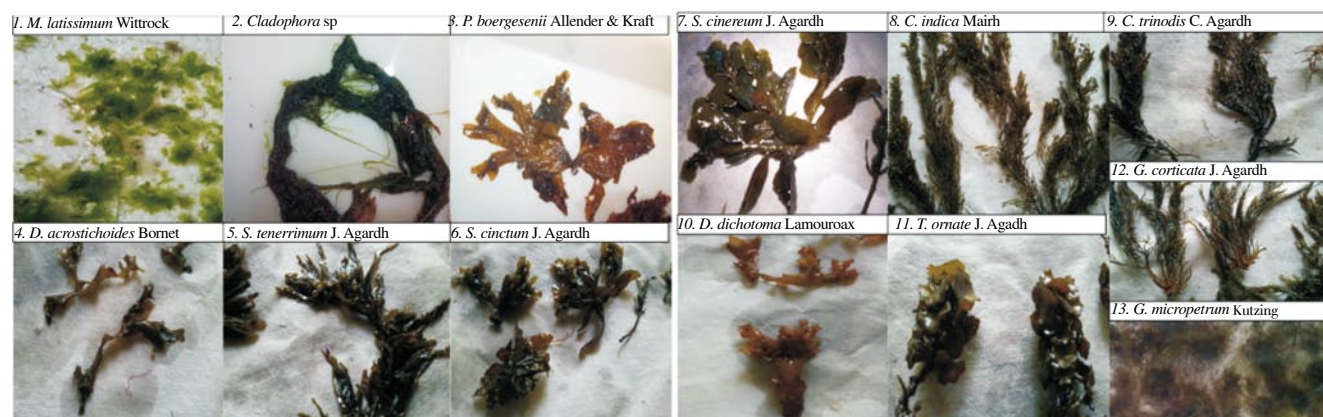 1. M. latissimum Wittrock
2. Cladophora sp
3. P. boergesenii Allender & Kraft
4. D. acrostichoides Bornet
5. S. tenerrimum J. Agardh
6. S. cinctum J. Agardh
7. S. cinereum J. Agardh
8. C. indica Mairh
9. C. trinodis C. Agardh
10. D. dichotoma Lamouroax
11. T. ornate J. Agadh
12. G. corticata J. Agardh
13. G. micropetrum Kutzing